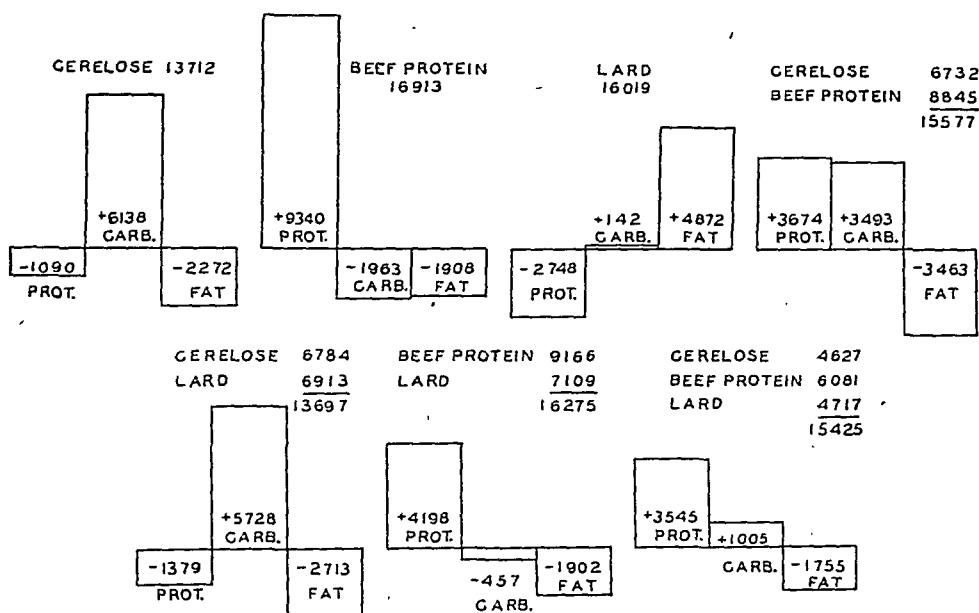 CERELOSE 13712
+6138
CARB.
-1090
PROT.
-2272
FAT
BEEF PROTEIN
16913
+9340
PROT.
-1963
CARB.
-1908
FAT
LARD
16019
-2748
PROT.
+142
CARB.
+4872
FAT
CERELOSE 6732
BEEF PROTEIN 8845
15577
+3674
PROT.
+3493
CARB.
-3463
FAT
CERELOSE 6784
LARD 6913
13697
-1379
PROT.
+5728
CARB.
-2713
FAT
BEEF PROTEIN 9166
LARD 7109
16275
+4198
PROT.
-457
CARB.
-1902
FAT
CERELOSE 4627
BEEF PROTEIN 6081
LARD 4717
15425
+3545
PROT.
+1005
CARB.
-1755
FAT